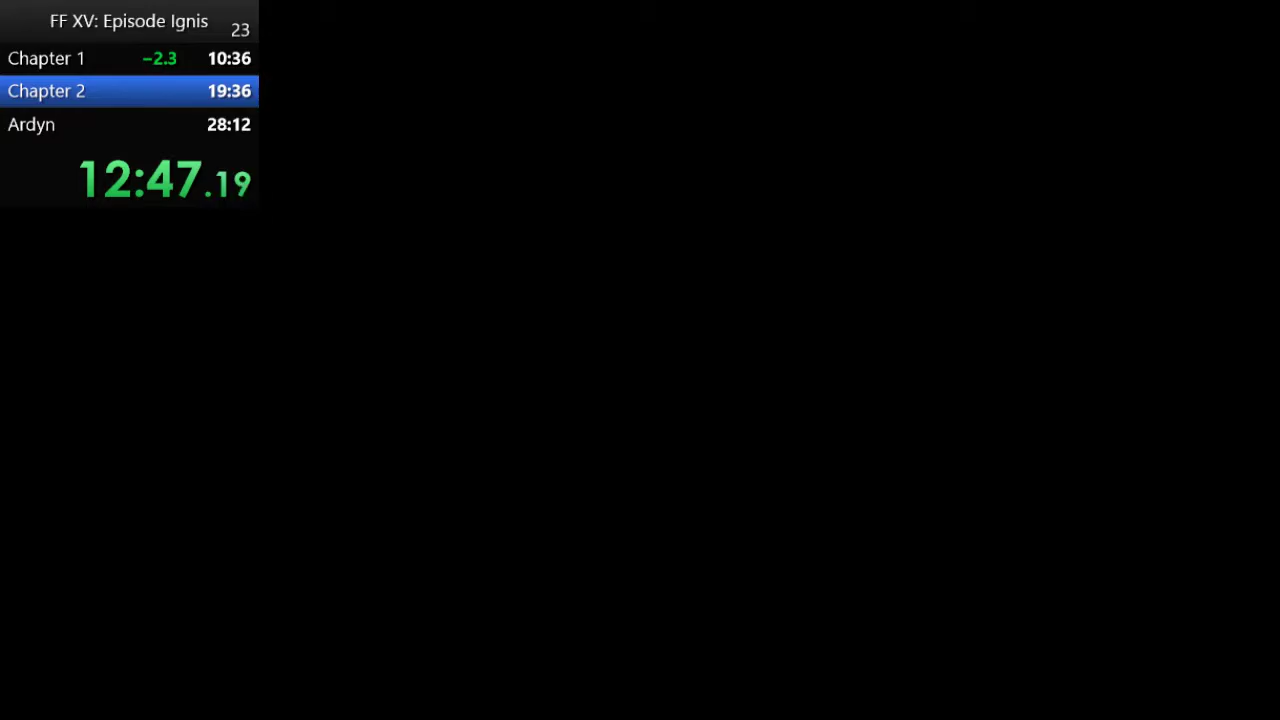 FF XV: Episode Ignis
23
Chapter 1 −2.3 10:36
Chapter 2 19:36
Ardyn 28:12
12:47.19